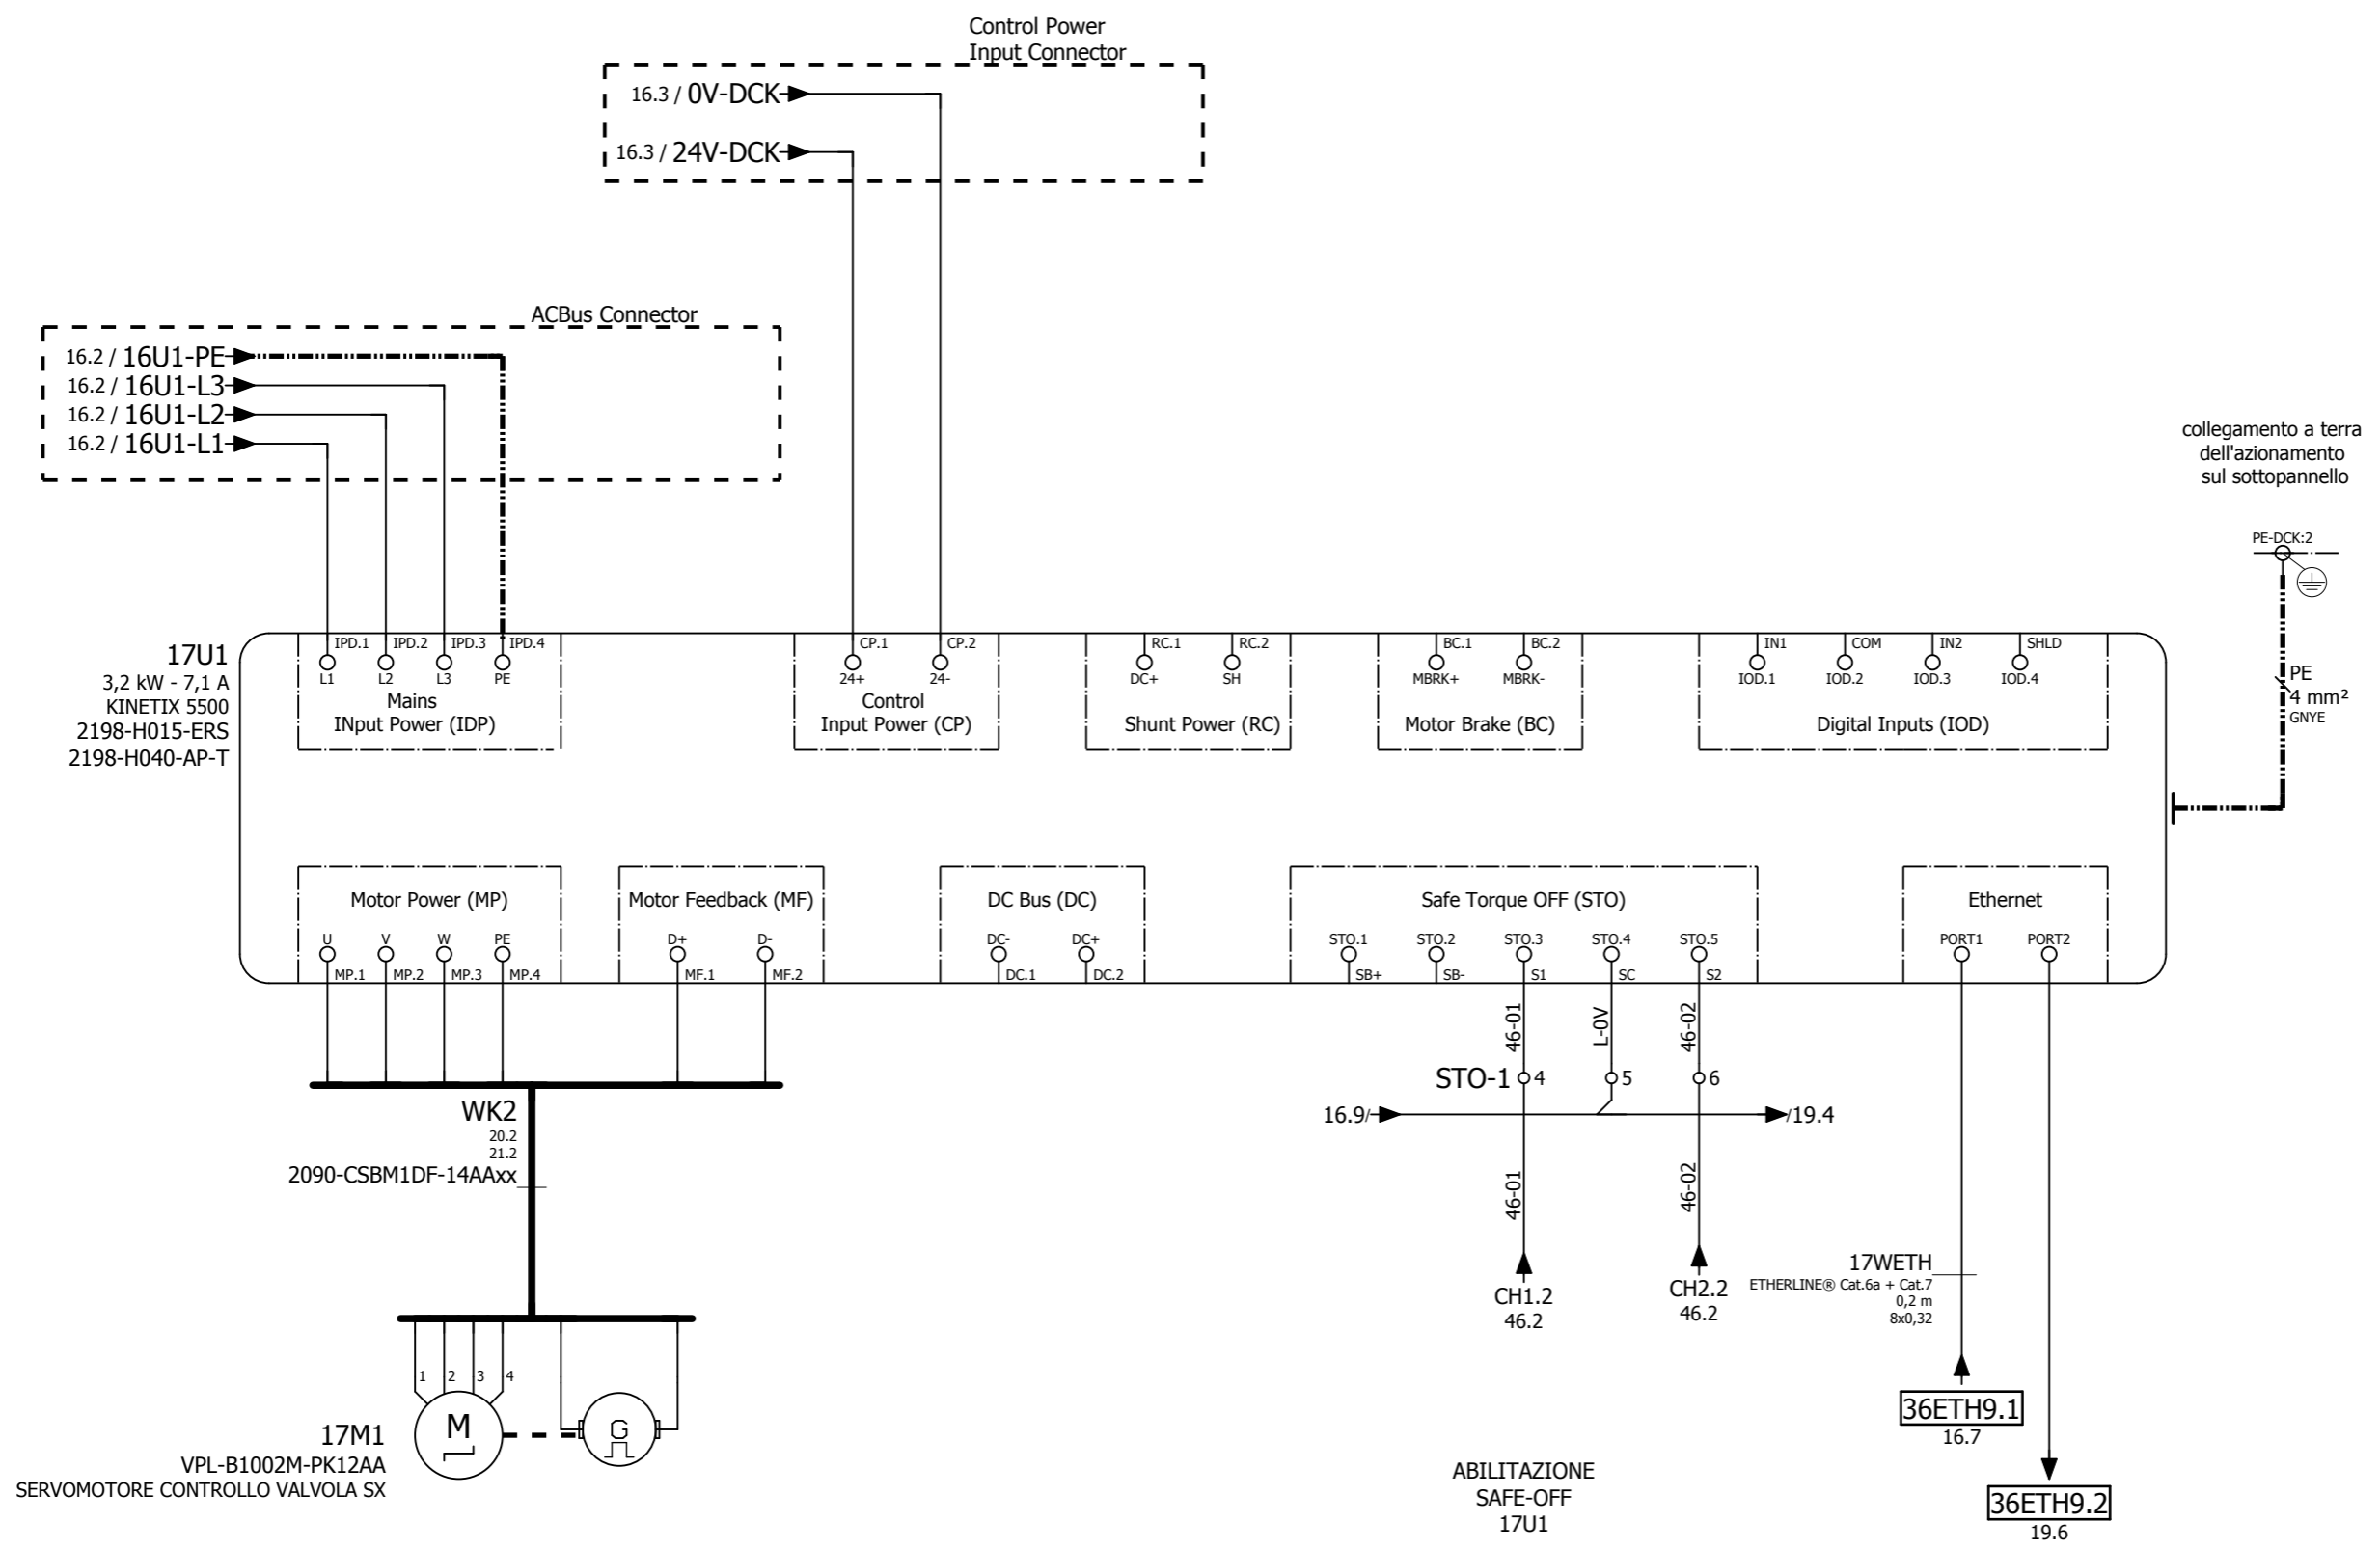 Control Power
Input Connector
16.3 / 0V-DCK
16.3 / 24V-DCK
ACBus Connector
16.2 / 16U1-PE
16.2 / 16U1-L3
16.2 / 16U1-L2
16.2 / 16U1-L1
collegamento a terra
dell'azionamento
sul sottopannello
PE-DCK:2
PE
4 mm²
GNYE
17U1
3,2 kW - 7,1 A
KINETIX 5500
2198-H015-ERS
2198-H040-AP-T
IPD.1 IPD.2 IPD.3 IPD.4
L1 L2 L3 PE
Mains
INput Power (IDP)
CP.1 CP.2
24+ 24-
Control
Input Power (CP)
RC.1 RC.2
DC+ SH
Shunt Power (RC)
BC.1 BC.2
MBRK+ MBRK-
Motor Brake (BC)
IN1 COM IN2 SHLD
IOD.1 IOD.2 IOD.3 IOD.4
Digital Inputs (IOD)
Motor Power (MP)
U V W PE
MP.1 MP.2 MP.3 MP.4
Motor Feedback (MF)
D+ D-
MF.1 MF.2
DC Bus (DC)
DC- DC+
DC.1 DC.2
Safe Torque OFF (STO)
STO.1 STO.2 STO.3 STO.4 STO.5
SB+ SB- S1 SC S2
Ethernet
PORT1 PORT2
46-01 L-0V 46-02
STO-1 4 5 6
16.9/ /19.4
46-01 46-02
CH1.2
46.2
CH2.2
46.2
WK2
20.2
21.2
2090-CSBM1DF-14AAxx
17WETH
ETHERLINE® Cat.6a + Cat.7
0,2 m
8x0,32
36ETH9.1
16.7
36ETH9.2
19.6
1 2 3 4
M
G
17M1
VPL-B1002M-PK12AA
SERVOMOTORE CONTROLLO VALVOLA SX
ABILITAZIONE
SAFE-OFF
17U1